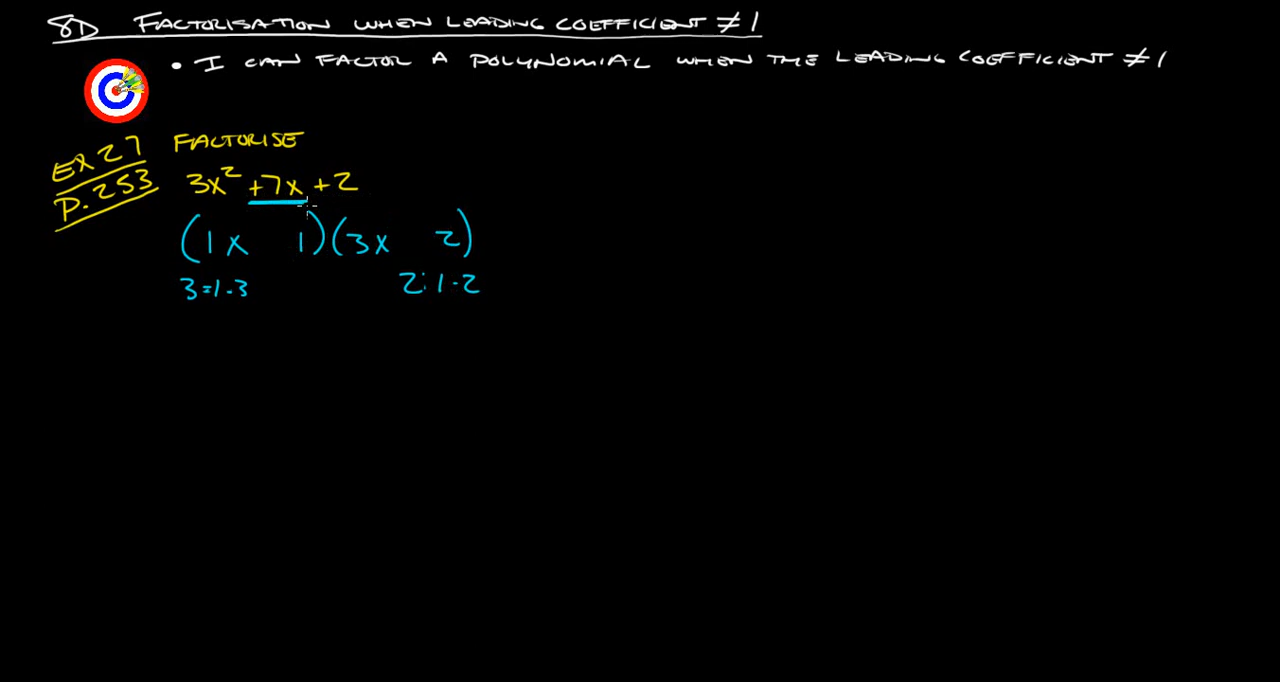 8D FACTORISATION WHEN LEADING COEFFICIENT ≠ 1
• I CAN FACTOR A POLYNOMIAL WHEN THE LEADING COEFFICIENT ≠ 1
EX 27
P. 253
FACTORISE
3x² +7x +2
(1x 1)(3x 2)
3=1·3 2:1·2